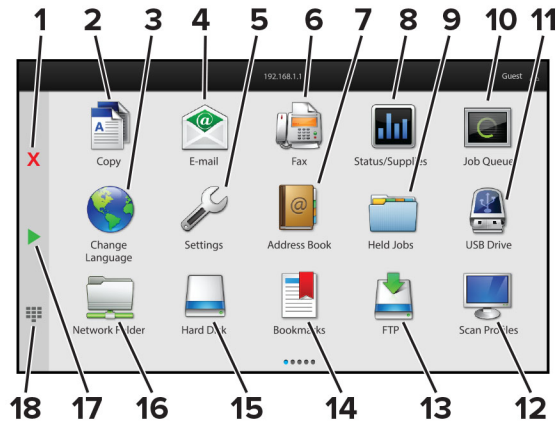 1 2 3 4 5 6 7 8 9 10 11
192.168.1.1 Guest
X
A @ @
Copy E-mail Fax Status/Supplies Job Queue
Change Language Settings Address Book Held Jobs USB Drive
Network Folder Hard Disk Bookmarks FTP Scan Profiles
18 17 16 15 14 13 12